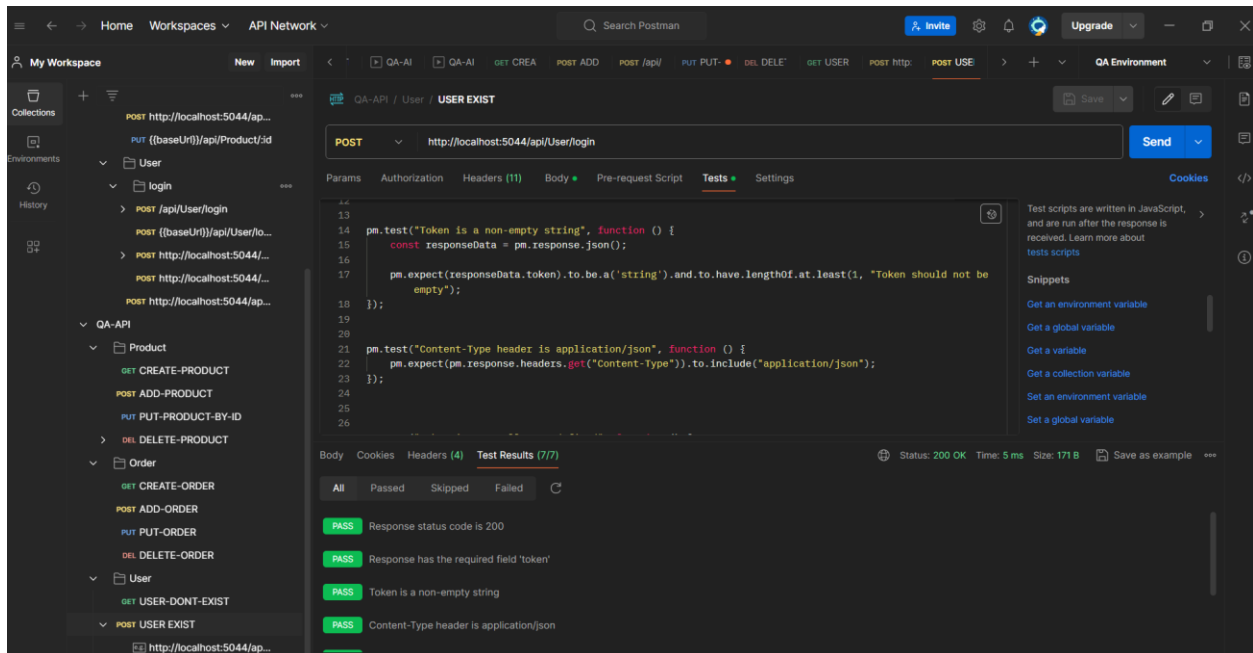 Home Workspaces API Network
Search Postman
Invite
Upgrade
My Workspace New Import
QA-AI QA-AI GET CREA POST ADD POST /api/ PUT PUT- DEL DELE GET USER POST http: POST USE QA Environment
Collections
Environments
History
POST http://localhost:5044/ap...
PUT {{baseUrl}}/api/Product/:id
User
login
POST /api/User/login
POST {{baseUrl}}/api/User/lo...
POST http://localhost:5044/...
POST http://localhost:5044/...
POST http://localhost:5044/ap...
QA-API
Product
GET CREATE-PRODUCT
POST ADD-PRODUCT
PUT PUT-PRODUCT-BY-ID
DEL DELETE-PRODUCT
Order
GET CREATE-ORDER
POST ADD-ORDER
PUT PUT-ORDER
DEL DELETE-ORDER
User
GET USER-DONT-EXIST
POST USER EXIST
e.g. http://localhost:5044/ap...
HTTP QA-API / User / USER EXIST
Save
POST http://localhost:5044/api/User/login
Send
Params Authorization Headers (11) Body Pre-request Script Tests Settings
Cookies
12
13
14 pm.test("Token is a non-empty string", function () {
15 const responseData = pm.response.json();
16
17 pm.expect(responseData.token).to.be.a('string').and.to.have.lengthOf.at.least(1, "Token should not be
empty");
18 });
19
20
21 pm.test("Content-Type header is application/json", function () {
22 pm.expect(pm.response.headers.get("Content-Type")).to.include("application/json");
23 });
24
25
26
Test scripts are written in JavaScript,
and are run after the response is
received. Learn more about
tests scripts
Snippets
Get an environment variable
Get a global variable
Get a variable
Get a collection variable
Set an environment variable
Set a global variable
Body Cookies Headers (4) Test Results (7/7)
Status: 200 OK Time: 5 ms Size: 171 B Save as example
All Passed Skipped Failed
PASS Response status code is 200
PASS Response has the required field 'token'
PASS Token is a non-empty string
PASS Content-Type header is application/json